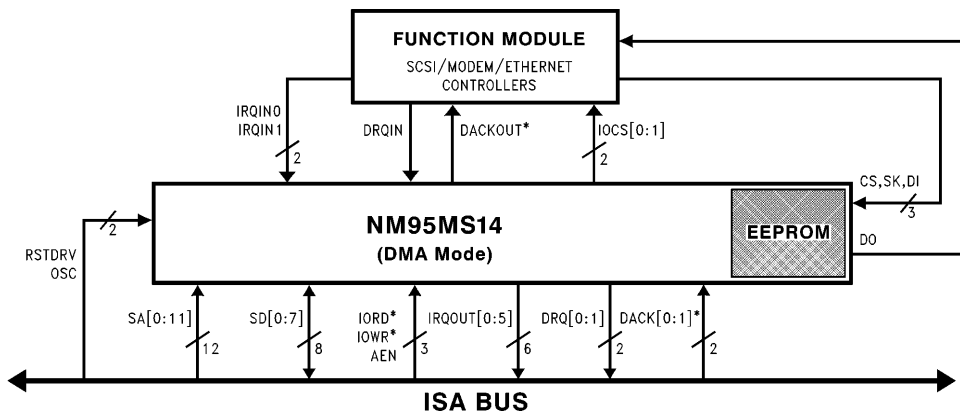 FUNCTION MODULE
SCSI/MODEM/ETHERNET
CONTROLLERS
IRQIN0
IRQIN1
2
DRQIN
DACKOUT*
IOCS[0:1]
2
CS,SK,DI
3
NM95MS14
(DMA Mode)
EEPROM
DO
2
RSTDRV
OSC
SA[0:11]
12
SD[0:7]
8
IORD*
IOWR*
AEN
3
IRQOUT[0:5]
6
DRQ[0:1]
2
DACK[0:1]*
2
ISA BUS